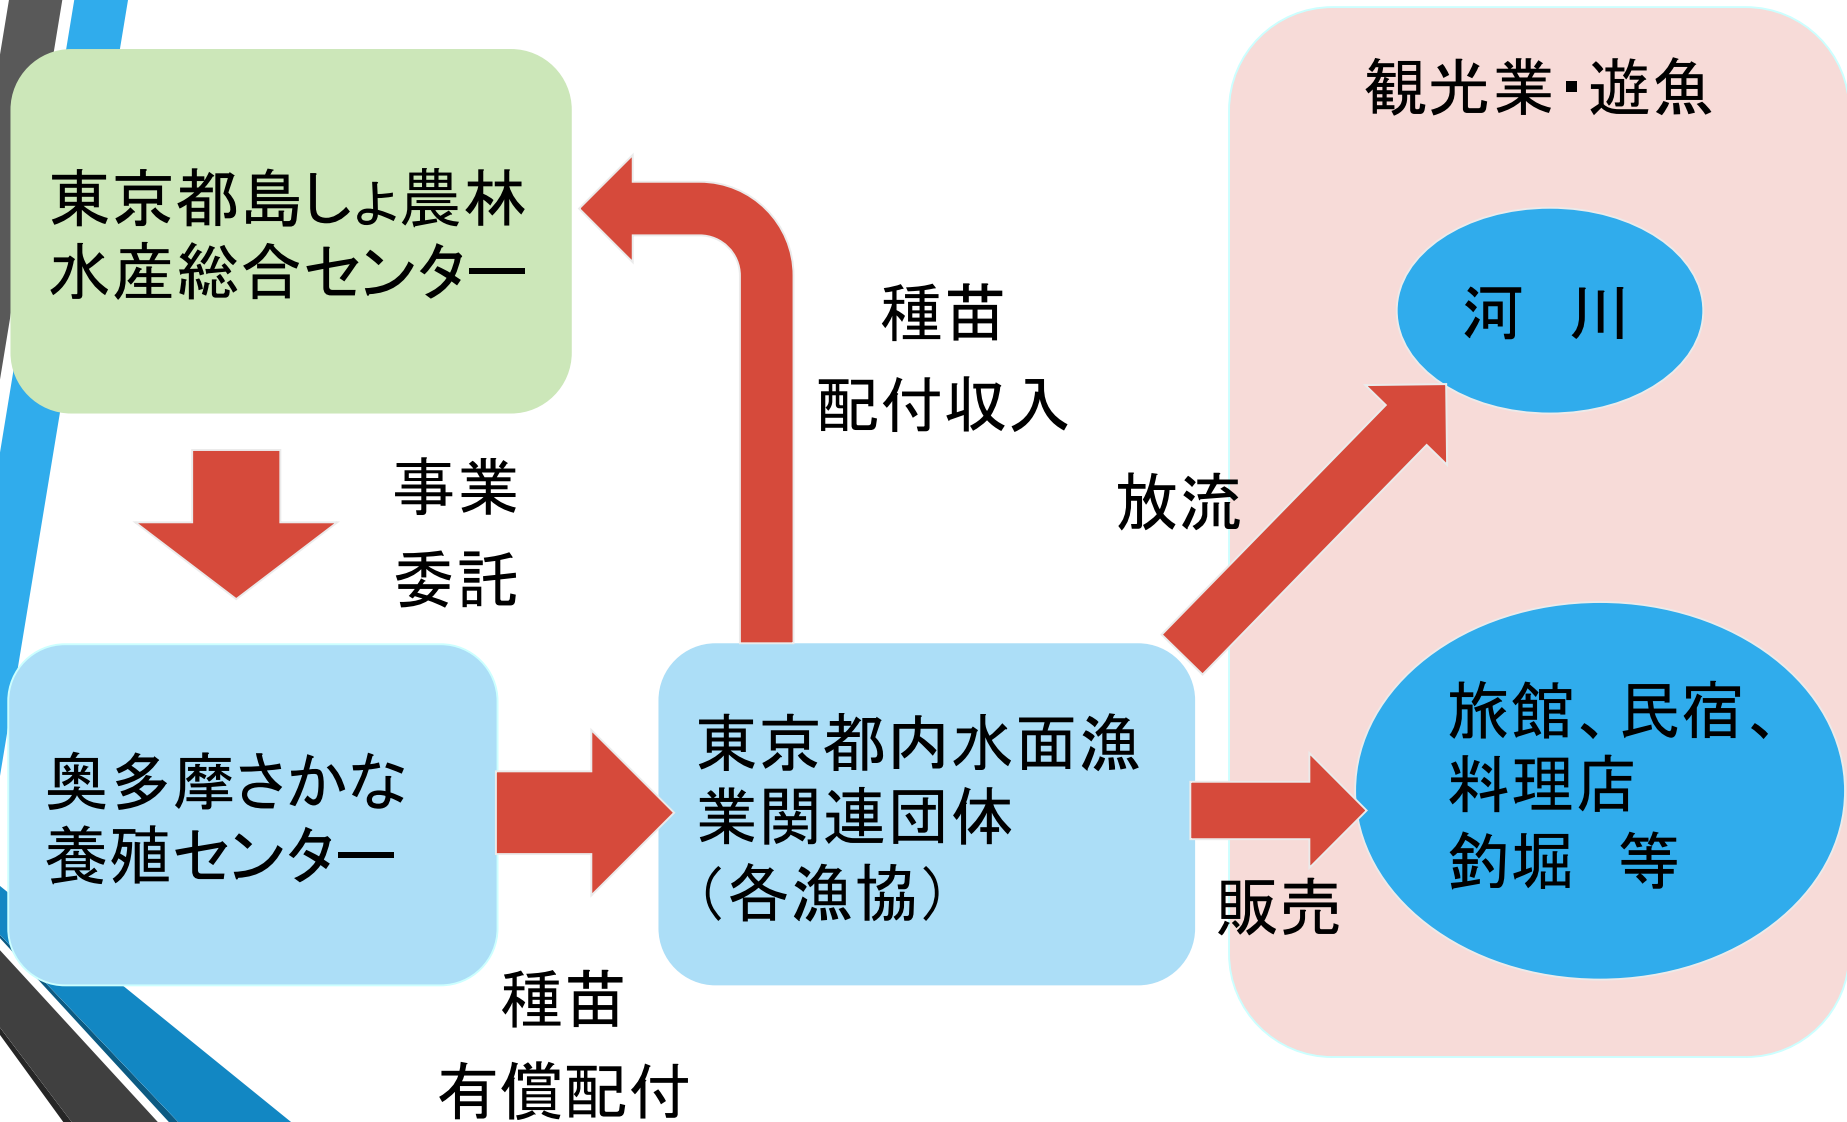 観光業・遊魚
東京都島しょ農林
水産総合センター
河　川
種苗
配付収入
事業
委託
放流
奥多摩さかな
養殖センター
東京都内水面漁
業関連団体
（各漁協）
旅館、民宿、
料理店
釣堀　等
販売
種苗
有償配付